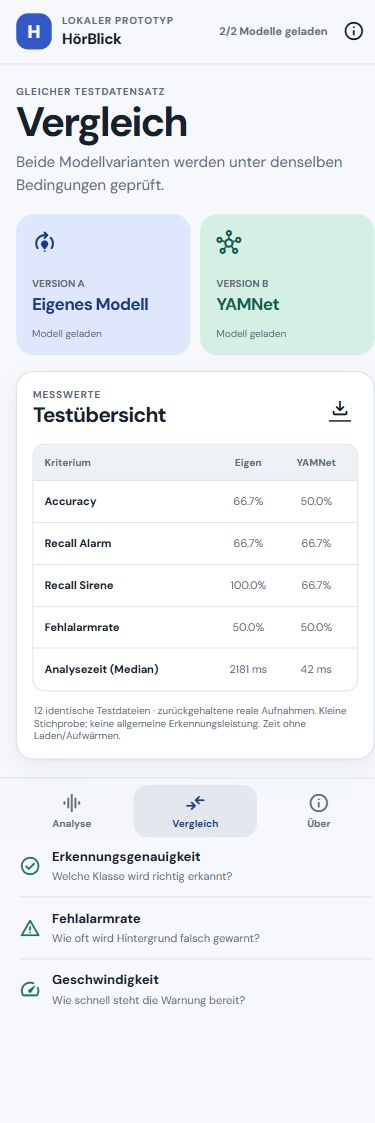 H
LOKALER PROTOTYP
HörBlick
2/2 Modelle geladen
GLEICHER TESTDATENSATZ
Vergleich
Beide Modellvarianten werden unter denselben
Bedingungen geprüft.
VERSION A
Eigenes Modell
Modell geladen
VERSION B
YAMNet
Modell geladen
MESSWERTE
Testübersicht
Kriterium Eigen YAMNet
Accuracy 66.7% 50.0%
Recall Alarm 66.7% 66.7%
Recall Sirene 100.0% 66.7%
Fehlalarmrate 50.0% 50.0%
Analysezeit (Median) 2181 ms 42 ms
12 identische Testdateien · zurückgehaltene reale Aufnahmen. Kleine
Stichprobe; keine allgemeine Erkennungsleistung. Zeit ohne
Laden/Aufwärmen.
Analyse Vergleich Über
Erkennungsgenauigkeit
Welche Klasse wird richtig erkannt?
Fehlalarmrate
Wie oft wird Hintergrund falsch gewarnt?
Geschwindigkeit
Wie schnell steht die Warnung bereit?